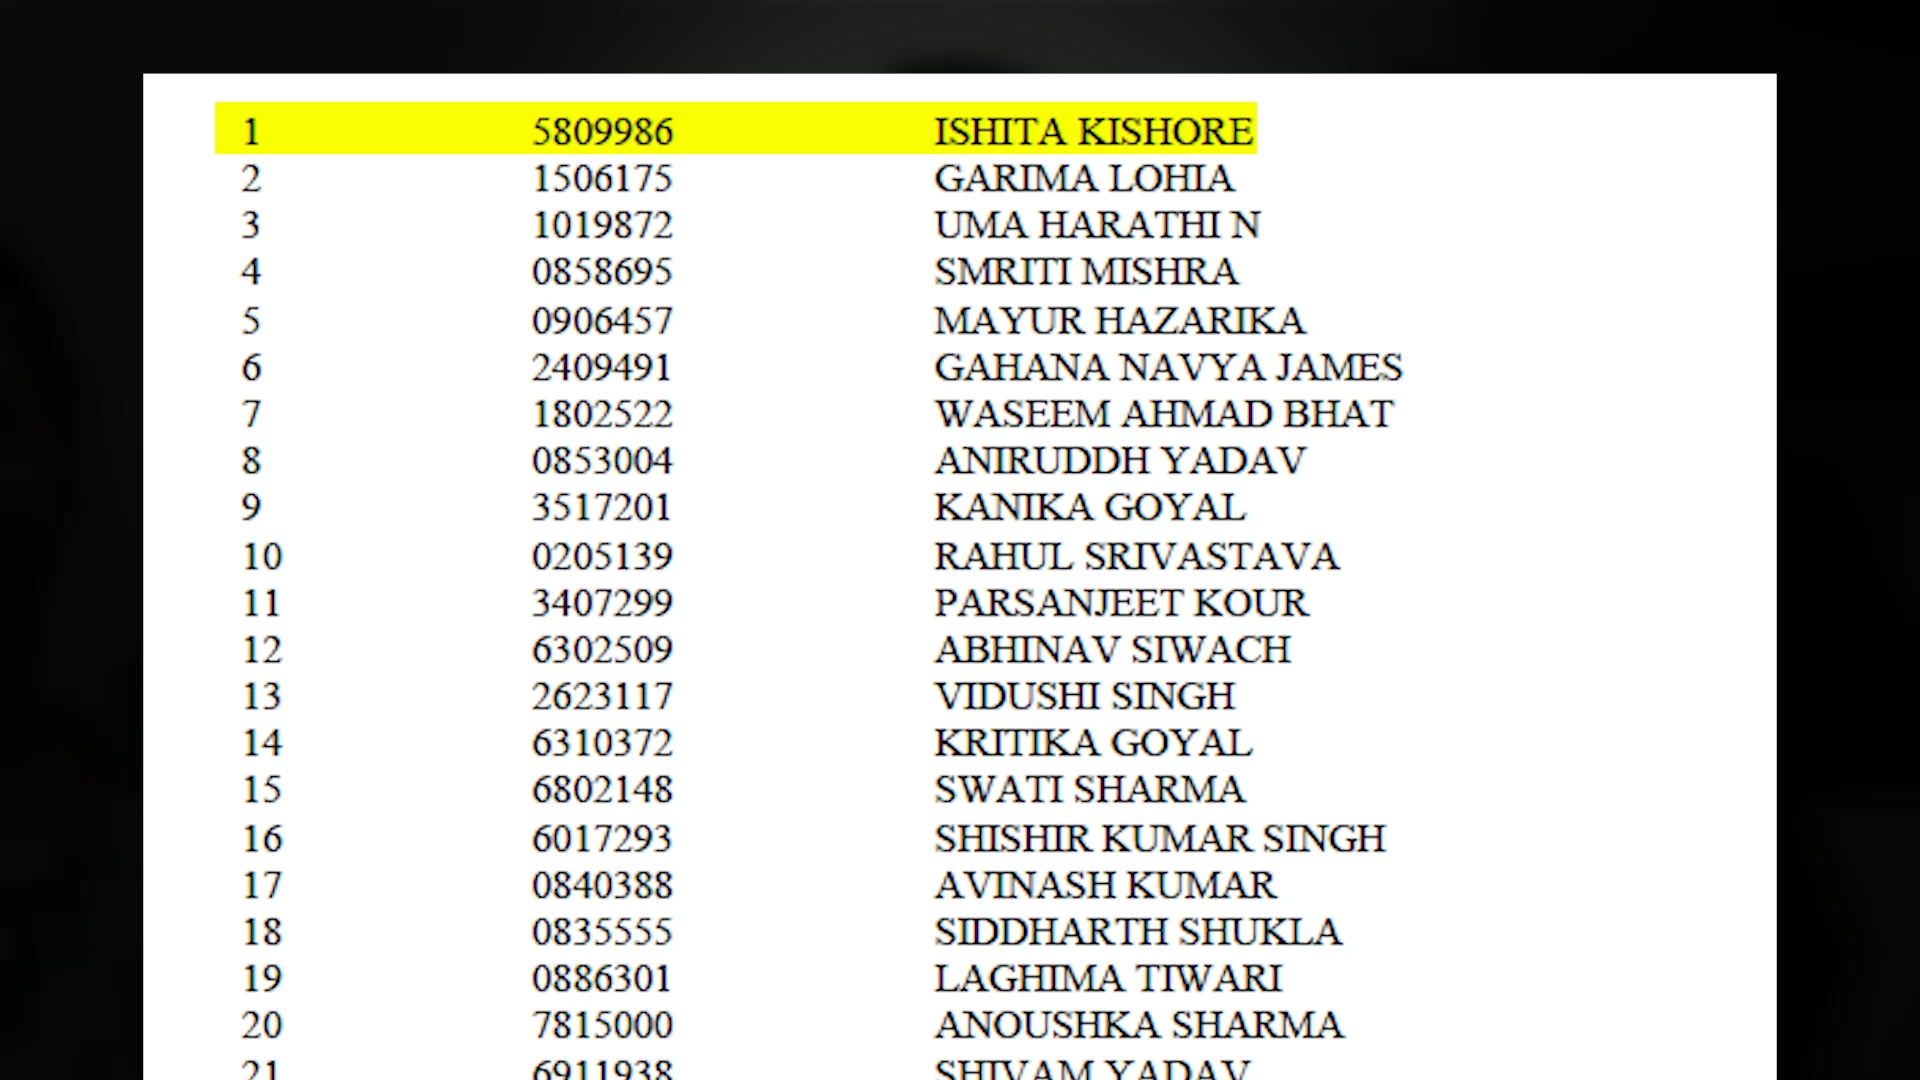 1 5809986 ISHITA KISHORE
2 1506175 GARIMA LOHIA
3 1019872 UMA HARATHI N
4 0858695 SMRITI MISHRA
5 0906457 MAYUR HAZARIKA
6 2409491 GAHANA NAVYA JAMES
7 1802522 WASEEM AHMAD BHAT
8 0853004 ANIRUDDH YADAV
9 3517201 KANIKA GOYAL
10 0205139 RAHUL SRIVASTAVA
11 3407299 PARSANJEET KOUR
12 6302509 ABHINAV SIWACH
13 2623117 VIDUSHI SINGH
14 6310372 KRITIKA GOYAL
15 6802148 SWATI SHARMA
16 6017293 SHISHIR KUMAR SINGH
17 0840388 AVINASH KUMAR
18 0835555 SIDDHARTH SHUKLA
19 0886301 LAGHIMA TIWARI
20 7815000 ANOUSHKA SHARMA
21 6911938 SHIVAM YADAV